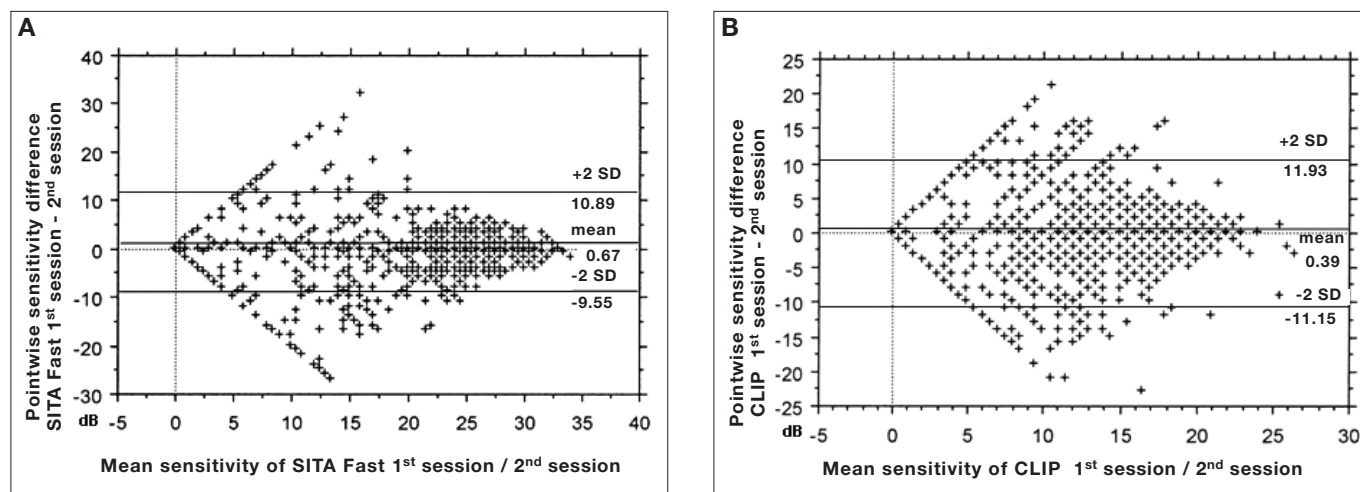 A
Pointwise sensitivity difference
SITA Fast 1st session - 2nd session
40
30
20
10
0
-10
-20
-30
+2 SD
10.89
mean
0.67
-2 SD
-9.55
dB
-5 0 5 10 15 20 25 30 35 40
Mean sensitivity of SITA Fast 1st session / 2nd session
B
Pointwise sensitivity difference
CLIP 1st session - 2nd session
25
20
15
10
5
0
-5
-10
-15
-20
-25
+2 SD
11.93
mean
0.39
-2 SD
-11.15
dB
-5 0 5 10 15 20 25 30
Mean sensitivity of CLIP 1st session / 2nd session